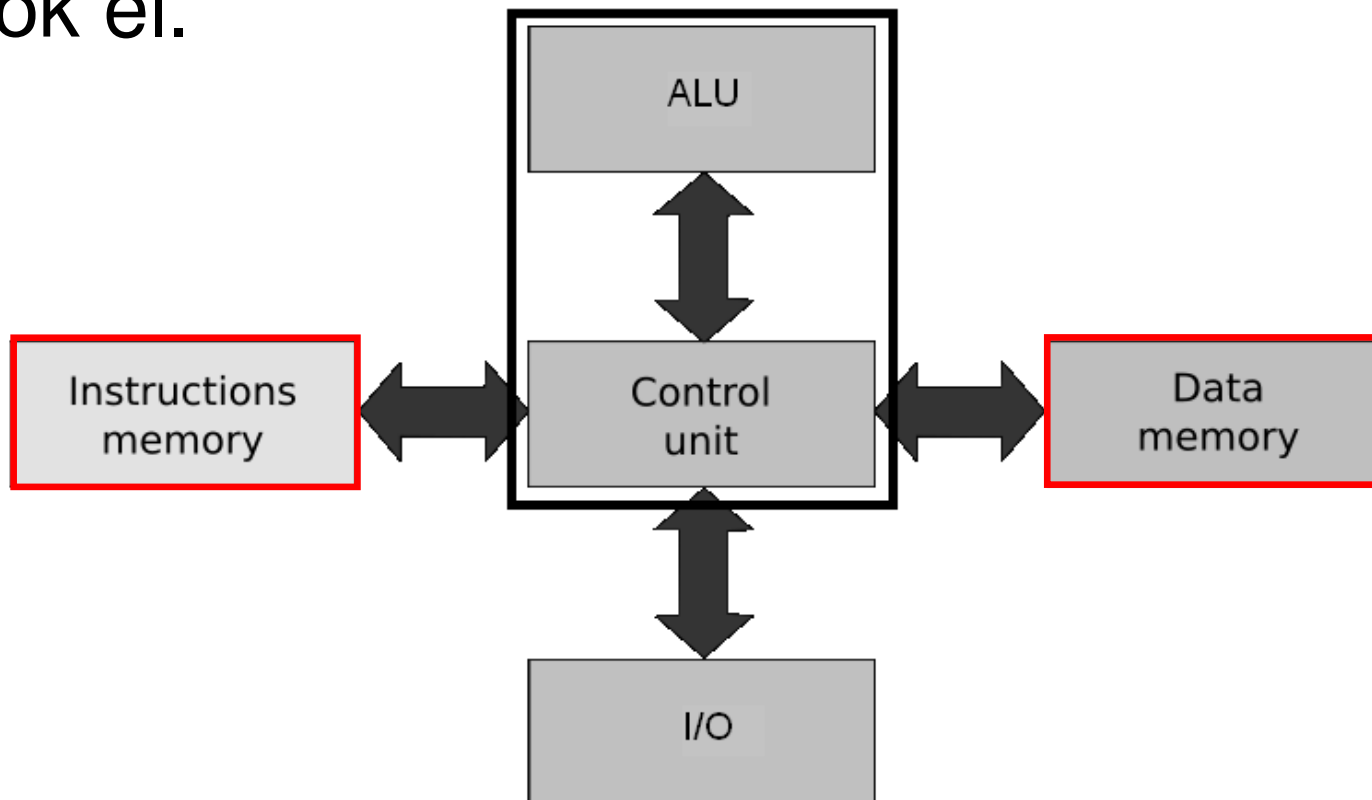 ok el.
ALU
Instructions
memory
Control
unit
Data
memory
I/O